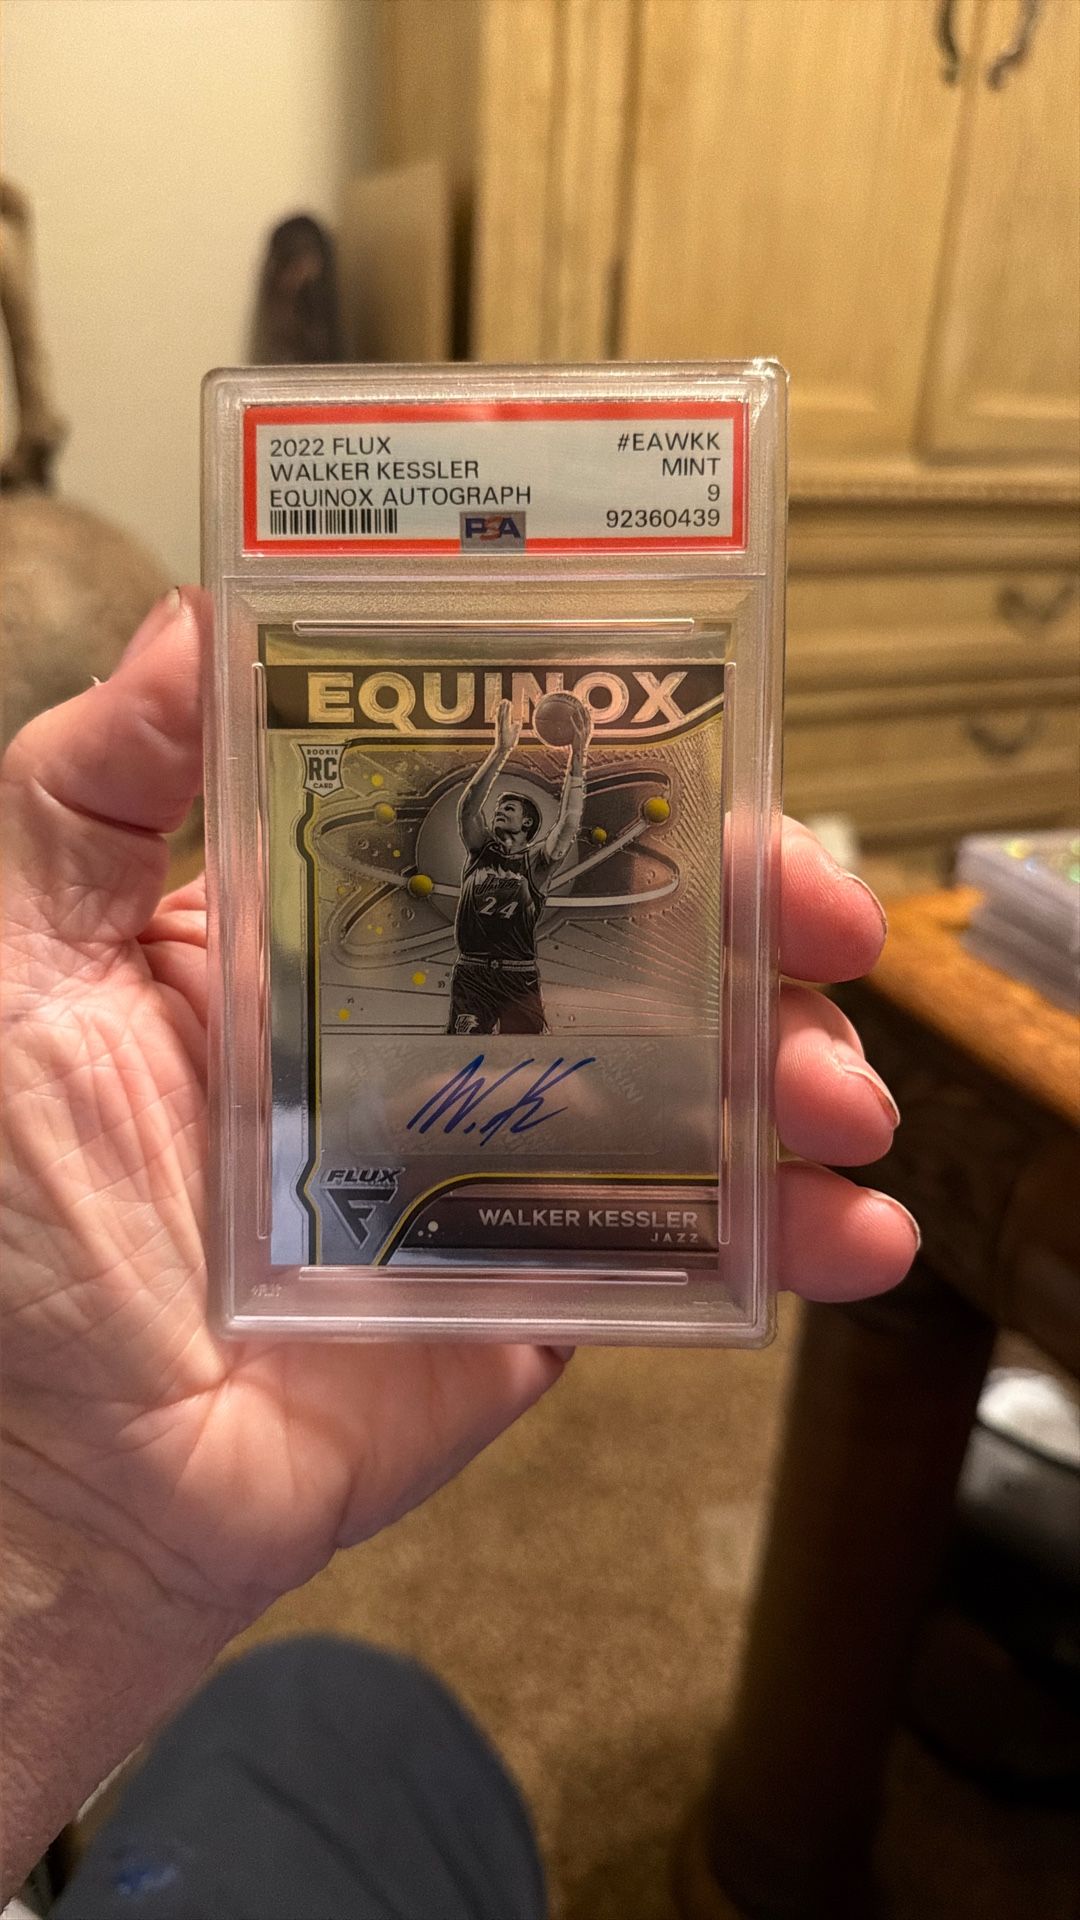 2022 FLUX #EAWKK
WALKER KESSLER MINT
EQUINOX AUTOGRAPH 9
PSA 92360439
EQUINOX
ROOKIE
RC
CARD
24
W. K
FLUX
F
WALKER KESSLER
JAZZ